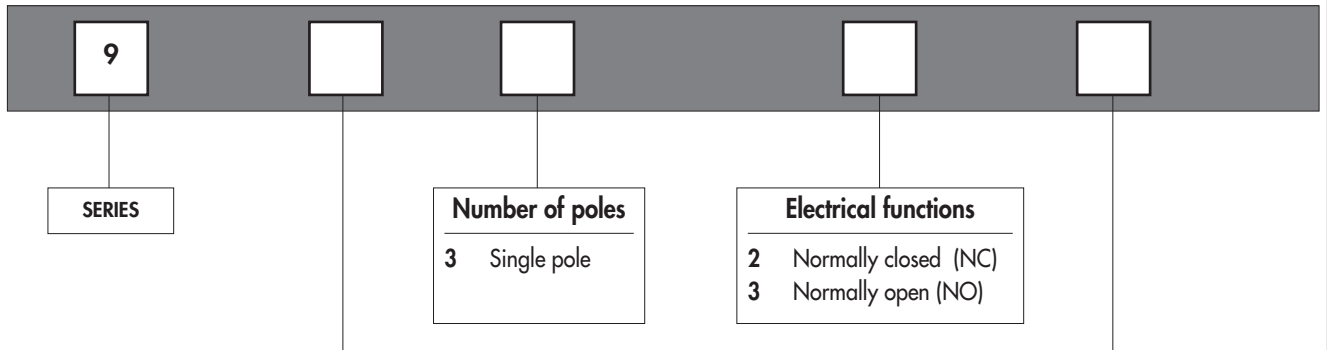 9
SERIES
Number of poles
3 Single pole
Electrical functions
2 Normally closed (NC)
3 Normally open (NO)